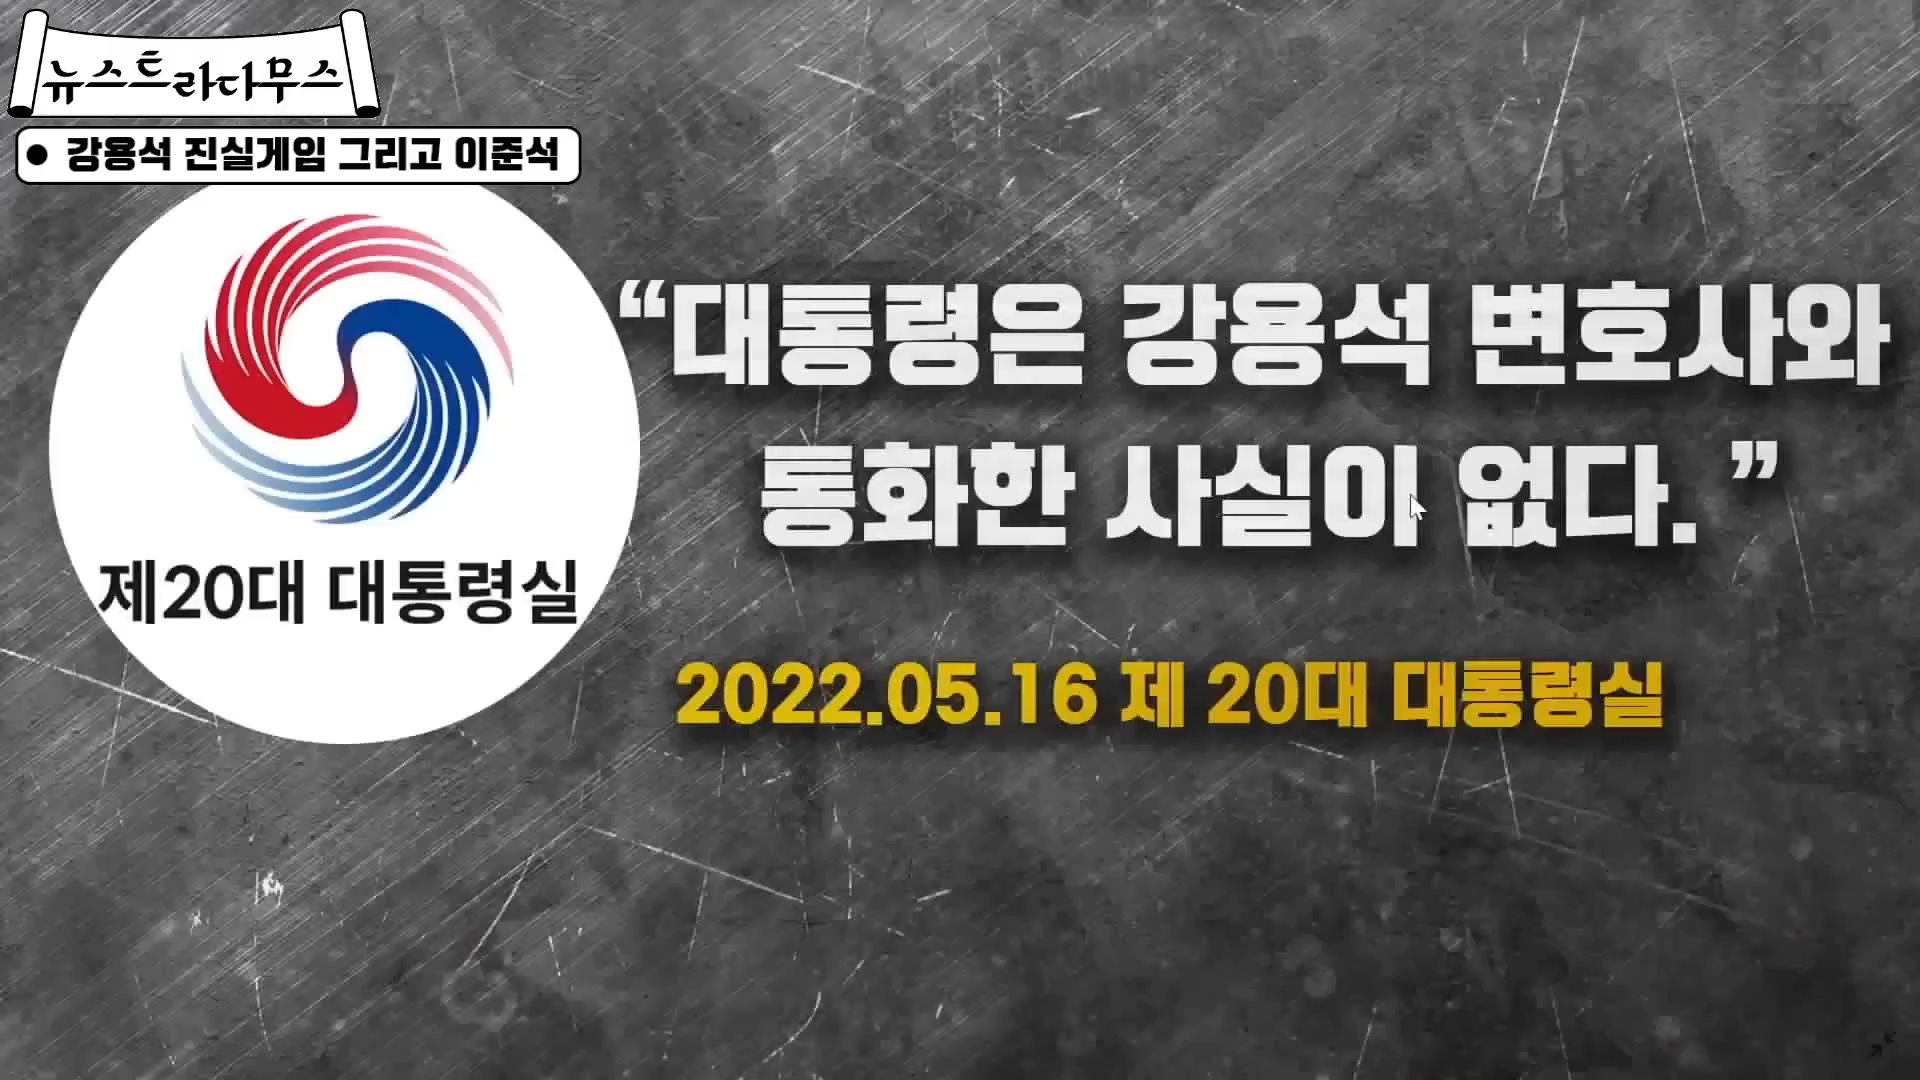 뉴스트라다무스
● 강용석 진실게임 그리고 이준석
제20대 대통령실
“대통령은 강용석 변호사와
통화한 사실이 없다. ”
2022.05.16 제 20대 대통령실